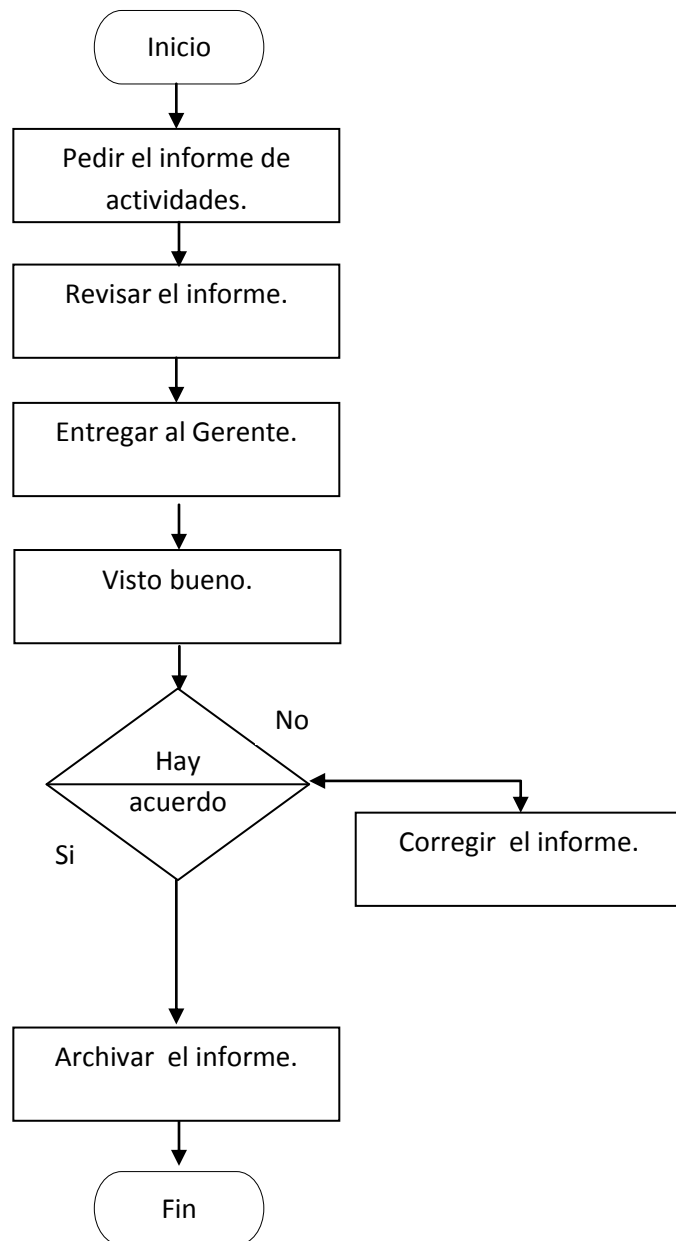 Inicio
Pedir el informe de
actividades.
Revisar el informe.
Entregar al Gerente.
Visto bueno.
No
Hay
acuerdo
Si
Corregir  el informe.
Archivar  el informe.
Fin